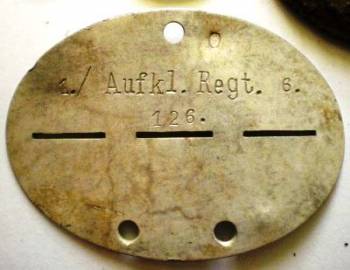 O
1./ Aufkl. Regt. 6.
126.